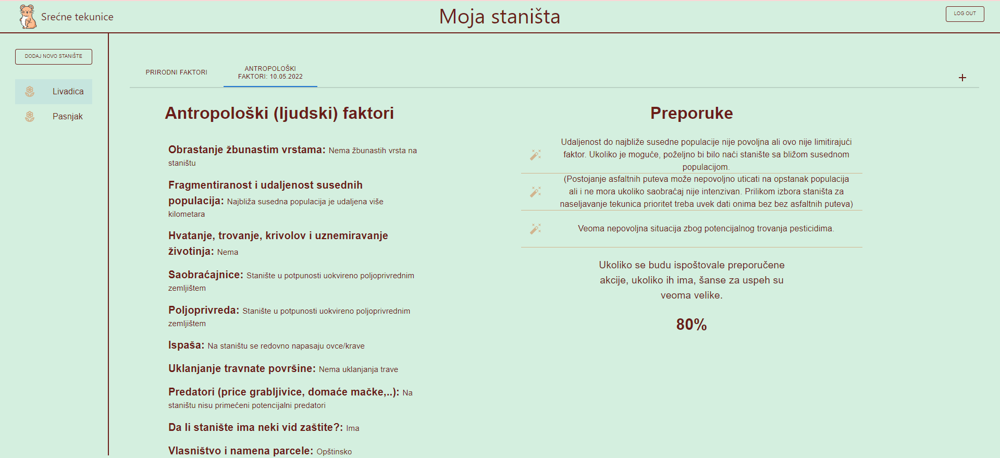 Srećne tekunice
Moja staništa
LOG OUT
DODAJ NOVO STANIŠTE
Livadica
Pasnjak
PRIRODNI FAKTORI
ANTROPOLOŠKI
FAKTORI: 10.05.2022
+
Antropološki (ljudski) faktori
Obrastanje žbunastim vrstama: Nema žbunastih vrsta na
staništu
Fragmentiranost i udaljenost susednih
populacija: Najbliža susedna populacija je udaljena više
kilometara
Hvatanje, trovanje, krivolov i uznemiravanje
životinja: Nema
Saobraćajnice: Stanište u potpunosti uokvireno poljoprivrednim
zemljištem
Poljoprivreda: Stanište u potpunosti uokvireno poljoprivrednim
zemljištem
Ispaša: Na staništu se redovno napasaju ovce/krave
Uklanjanje travnate površine: Nema uklanjanja trave
Predatori (price grabljivice, domaće mačke,..): Na
staništu nisu primećeni potencijalni predatori
Da li stanište ima neki vid zaštite?: Ima
Vlasništvo i namena parcele: Opštinsko
Preporuke
Udaljenost do najbliže susedne populacije nije povoljna ali ovo nije limitirajući
faktor. Ukoliko je moguće, poželjno bi bilo naći stanište sa bližom susednom
populacijom.
(Postojanje asfaltnih puteva može nepovoljno uticati na opstanak populacija
ali i ne mora ukoliko saobraćaj nije intenzivan. Prilikom izbora staništa za
naseljavanje tekunica prioritet treba uvek dati onima bez bez asfaltnih puteva)
Veoma nepovoljna situacija zbog potencijalnog trovanja pesticidima.
Ukoliko se budu ispoštovale preporučene
akcije, ukoliko ih ima, šanse za uspeh su
veoma velike.
80%